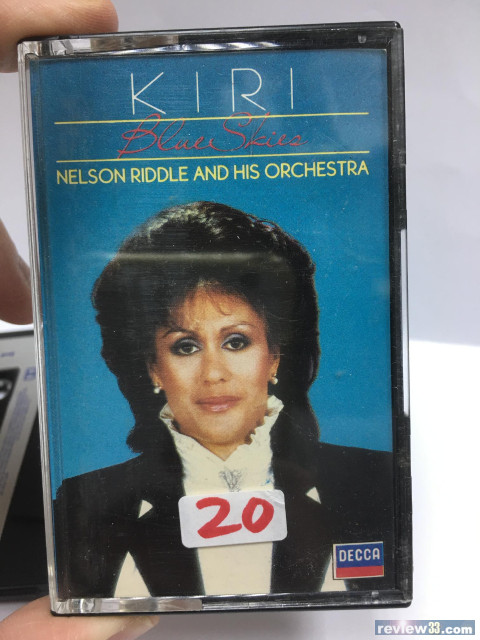 KIRI
Blue Skies
NELSON RIDDLE AND HIS ORCHESTRA
20
DECCA
review33.com